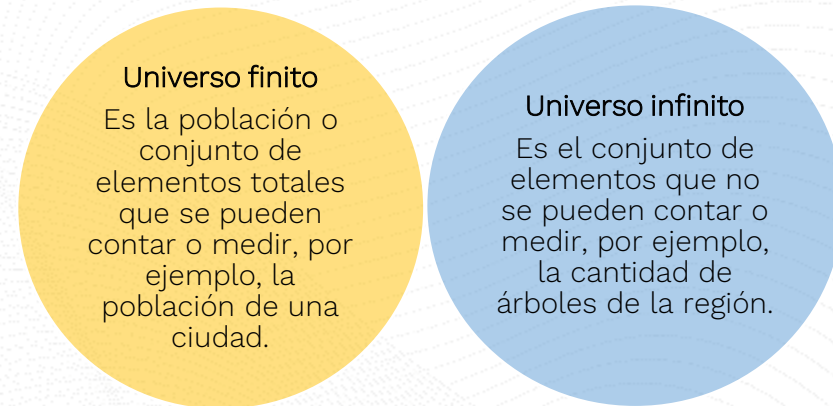 Universo finito
Es la población o
conjunto de
elementos totales
que se pueden
contar o medir, por
ejemplo, la
población de una
ciudad.
Universo infinito
Es el conjunto de
elementos que no
se pueden contar o
medir, por ejemplo,
la cantidad de
árboles de la región.